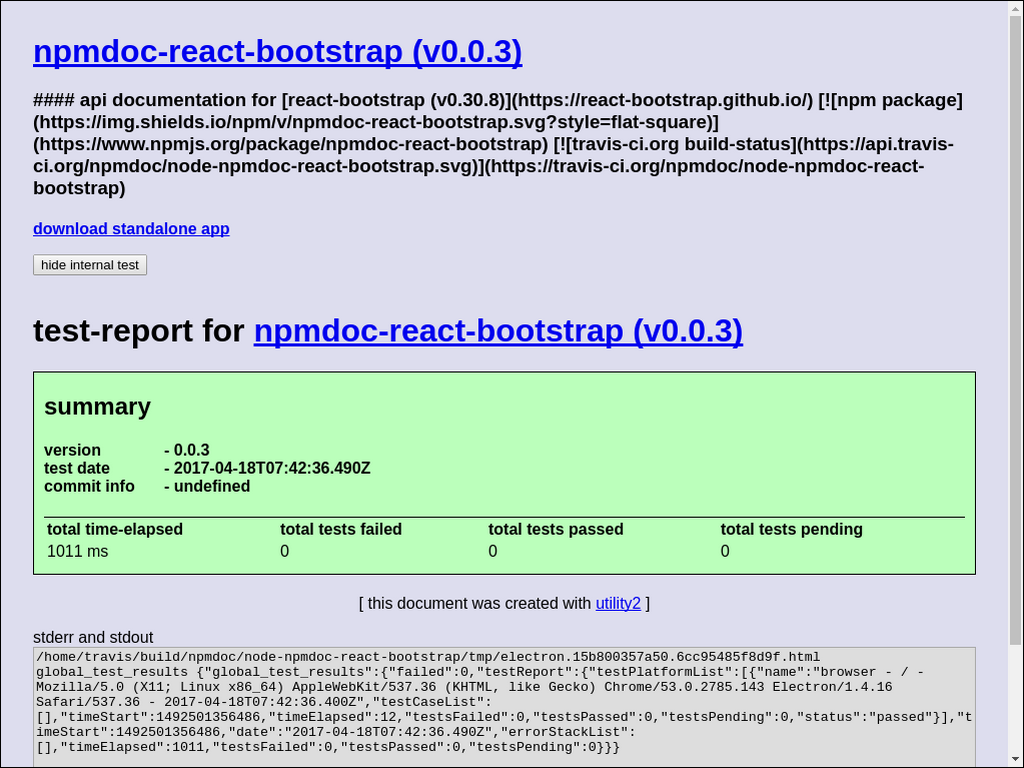 npmdoc-react-bootstrap (v0.0.3)
#### api documentation for [react-bootstrap (v0.30.8)](https://react-bootstrap.github.io/) [![npm package]
(https://img.shields.io/npm/v/npmdoc-react-bootstrap.svg?style=flat-square)]
(https://www.npmjs.org/package/npmdoc-react-bootstrap) [![travis-ci.org build-status](https://api.travis-
ci.org/npmdoc/node-npmdoc-react-bootstrap.svg)](https://travis-ci.org/npmdoc/node-npmdoc-react-
bootstrap)
download standalone app
hide internal test
test-report for npmdoc-react-bootstrap (v0.0.3)
summary
version - 0.0.3
test date - 2017-04-18T07:42:36.490Z
commit info - undefined
total time-elapsed total tests failed total tests passed total tests pending
1011 ms 0 0 0
[ this document was created with utility2 ]
stderr and stdout
/home/travis/build/npmdoc/node-npmdoc-react-bootstrap/tmp/electron.15b800357a50.6cc95485f8d9f.html
global_test_results {"global_test_results":{"failed":0,"testReport":{"testPlatformList":[{"name":"browser - / -
Mozilla/5.0 (X11; Linux x86_64) AppleWebKit/537.36 (KHTML, like Gecko) Chrome/53.0.2785.143 Electron/1.4.16
Safari/537.36 - 2017-04-18T07:42:36.400Z","testCaseList":
[],"timeStart":1492501356486,"timeElapsed":12,"testsFailed":0,"testsPassed":0,"testsPending":0,"status":"passed"}],"t
imeStart":1492501356486,"date":"2017-04-18T07:42:36.490Z","errorStackList":
[],"timeElapsed":1011,"testsFailed":0,"testsPassed":0,"testsPending":0}}}